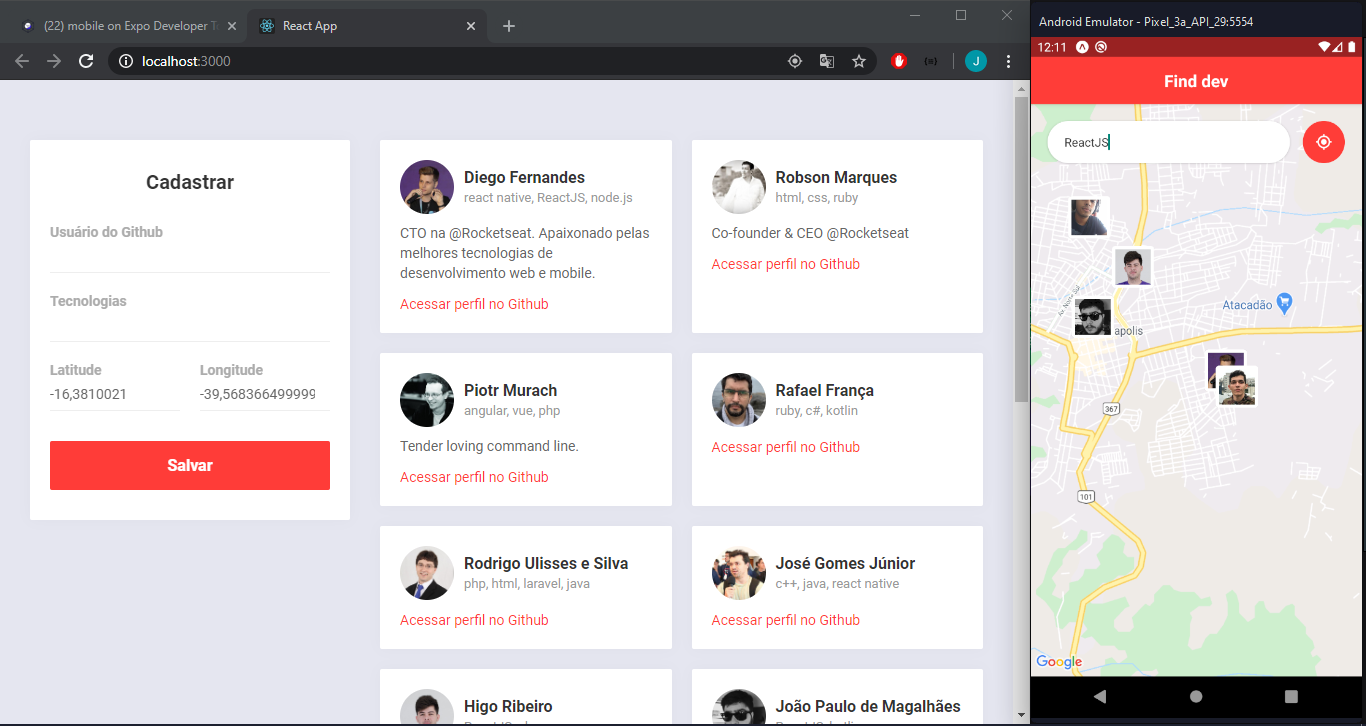 (22) mobile on Expo Developer
React App
localhost:3000
J
Cadastrar
Usuário do Github
Tecnologias
Latitude
Longitude
-16,3810021
-39,568366499999
Salvar
Diego Fernandes
react native, ReactJS, node.js
CTO na @Rocketseat. Apaixonado pelas
melhores tecnologias de
desenvolvimento web e mobile.
Acessar perfil no Github
Robson Marques
html, css, ruby
Co-founder & CEO @Rocketseat
Acessar perfil no Github
Piotr Murach
angular, vue, php
Tender loving command line.
Acessar perfil no Github
Rafael França
ruby, c#, kotlin
Acessar perfil no Github
Rodrigo Ulisses e Silva
php, html, laravel, java
Acessar perfil no Github
José Gomes Júnior
c++, java, react native
Acessar perfil no Github
Higo Ribeiro
João Paulo de Magalhães
Android Emulator - Pixel_3a_API_29:5554
12:11
Find dev
ReactJS
Av. Norte Sul
Atacadão
apolis
367
101
Google